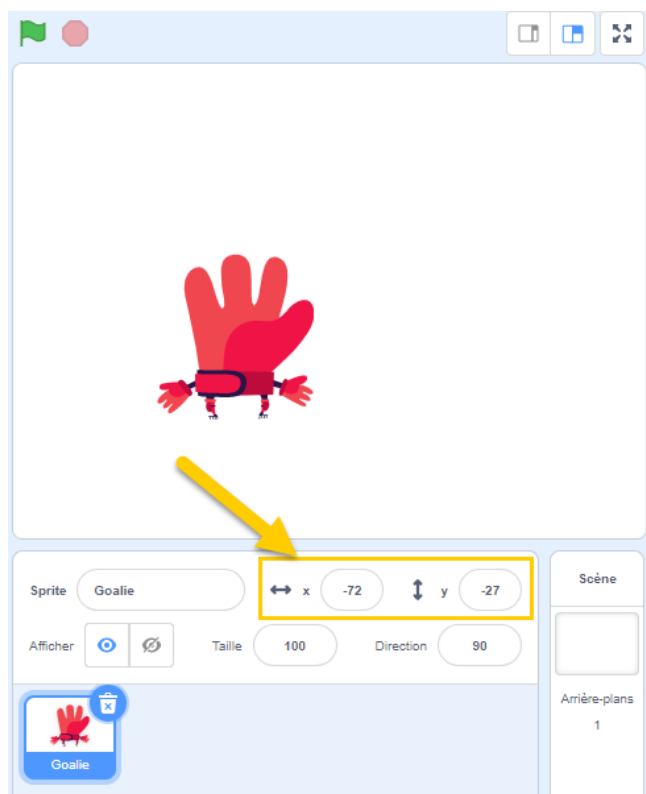 Sprite Goalie x -72 y -27
Scène
Afficher Taille 100 Direction 90
Arrière-plans
1
Goalie